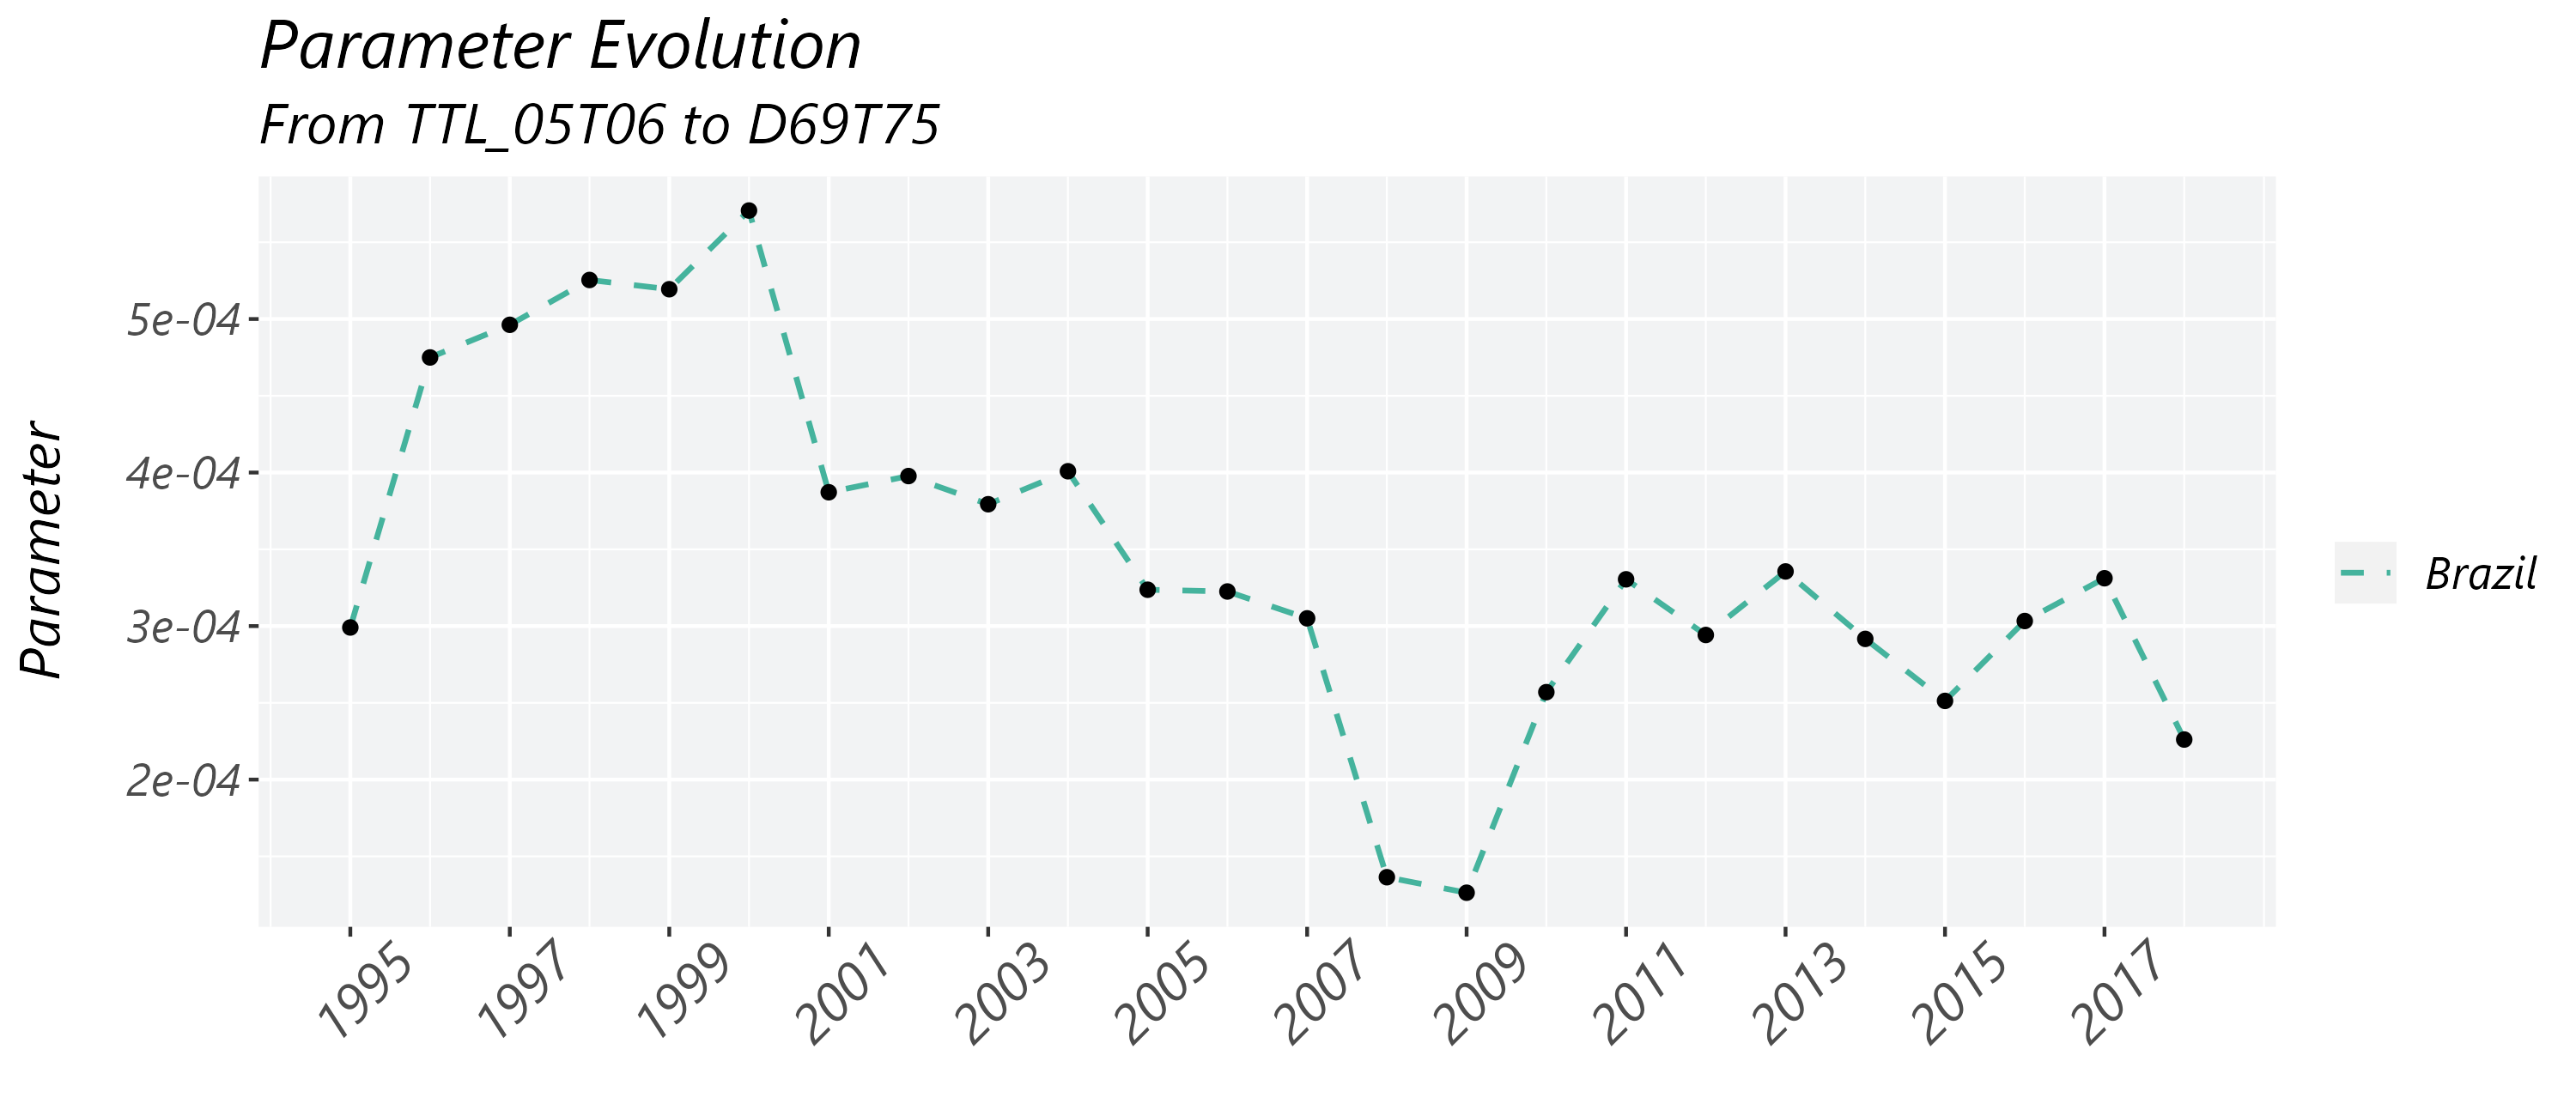 Parameter Evolution
From TTL_05T06 to D69T75
Parameter
5e-04
4e-04
3e-04
2e-04
1995
1997
1999
2001
2003
2005
2007
2009
2011
2013
2015
2017
Brazil